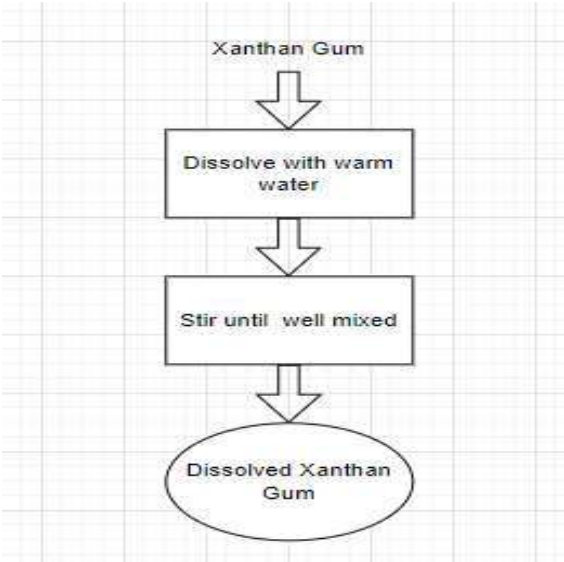 Xanthan Gum
Dissolve with warm
water
Stir until well mixed
Dissolved Xanthan
Gum